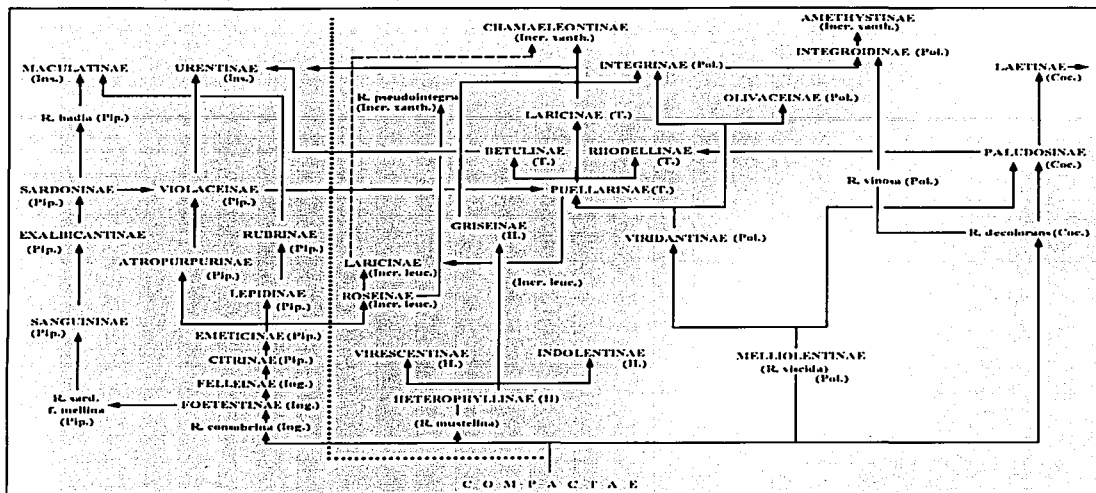 CHAMAELEONTINAE
(Incr. xanth.)
AMETHYSTINAE
(Incr. xanth.)
INTEGROIDINAE (Pol.)
MACULATINAE
(Ins.)
URENTINAE
(Ins.)
INTEGRINAE (Pol.)
LAETINAE
(Coc.)
R. pseudointegra
(Incr. xanth.)
OLIVACEINAE (Pol.)
R. badia (Pip.)
LARICINAE (T.)
BETULINAE
(T.)
RHODELLINAE
(T.)
PALUDOSINAE
(Coc.)
SARDONINAE
(Pip.)
VIOLACEINAE
(Pip.)
PUELLARINAE (T.)
R. vinosa (Pol.)
EXALBICANTINAE
(Pip.)
RUBRINAE
(Pip.)
GRISEINAE
(H.)
VIRIDANTINAE (Pol.)
R. decolorans (Coc.)
ATROPURPURINAE
(Pip.)
LARICINAE
(Incr. leuc.)
(Incr. leuc.)
LEPIDINAE
(Pip.)
ROSEINAE
(Incr. leuc.)
SANGUININAE
(Pip.)
EMETICINAE (Pip.)
CITRINAE (Pip.)
VIRESCENTINAE
(H.)
INDOLENTINAE
(H.)
MELLIOLENTINAE
(R. viscida)
Pol.)
FELLEINAE (Ing.)
R. sard.
f. mellina
(Pip.)
FOETENTINAE (Ing.)
HETEROPHYLLINAE (H)
(R. mustelina)
R. consobrina (Ing.)
C O M P A C T A E